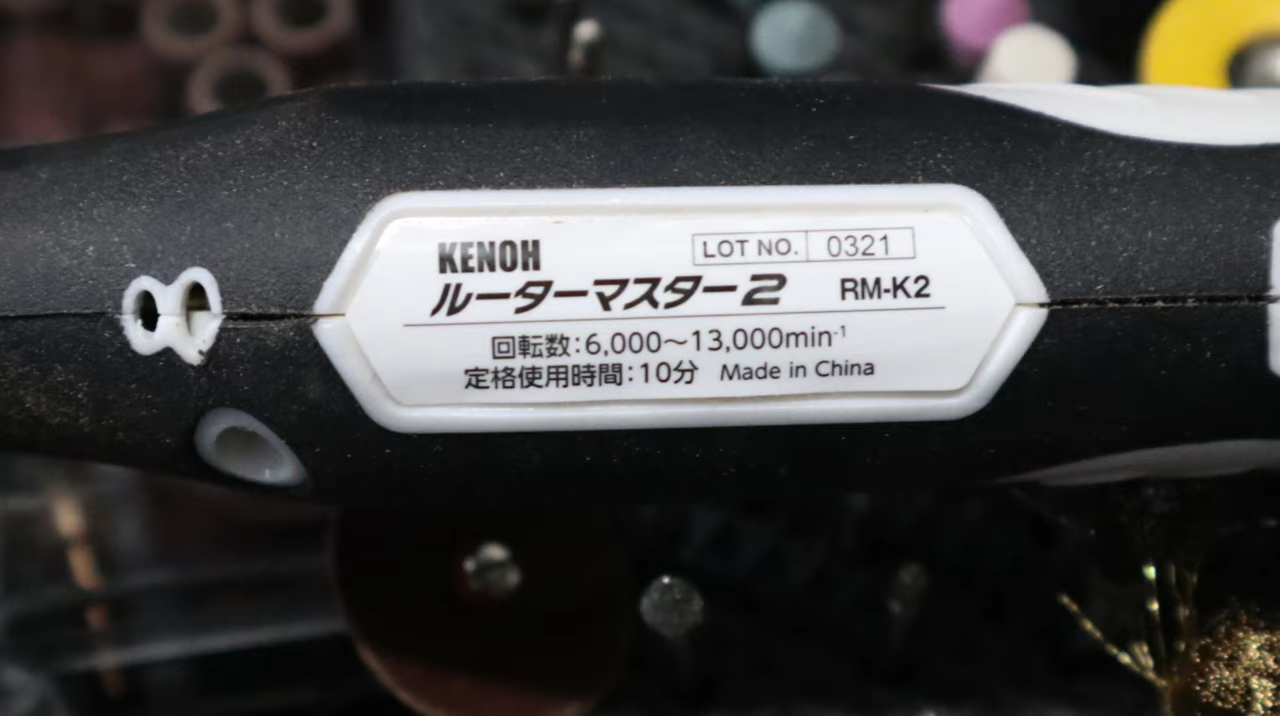 KENOH LOT NO. 0321
ルーターマスター2 RM-K2
回転数:6,000〜13,000min-¹
定格使用時間:10分 Made in China